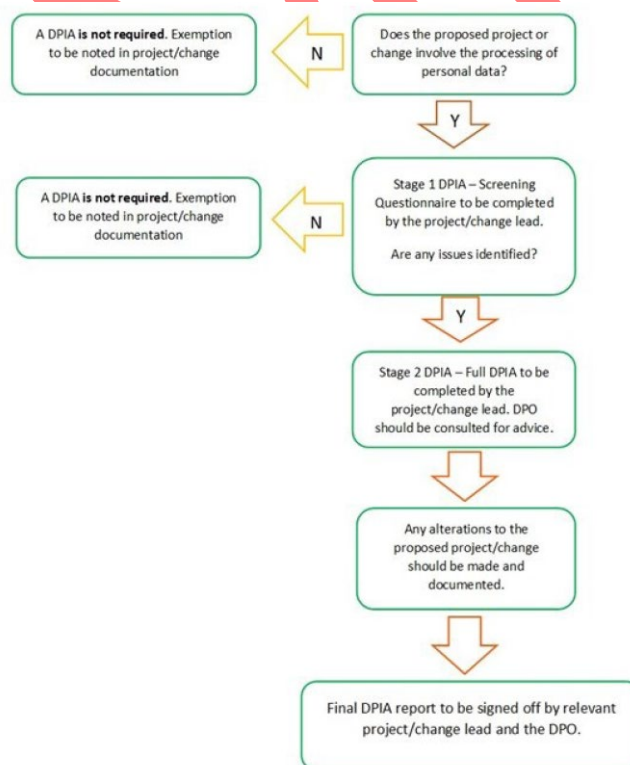 A DPIA is not required. Exemption
to be noted in project/change
documentation
N
Does the proposed project or
change involve the processing of
personal data?
Y
A DPIA is not required. Exemption
to be noted in project/change
documentation
N
Stage 1 DPIA – Screening
Questionnaire to be completed
by the project/change lead.
Are any issues identified?
Y
Stage 2 DPIA – Full DPIA to be
completed by the
project/change lead. DPO
should be consulted for advice.
Any alterations to the
proposed project/change
should be made and
documented.
Final DPIA report to be signed off by relevant
project/change lead and the DPO.